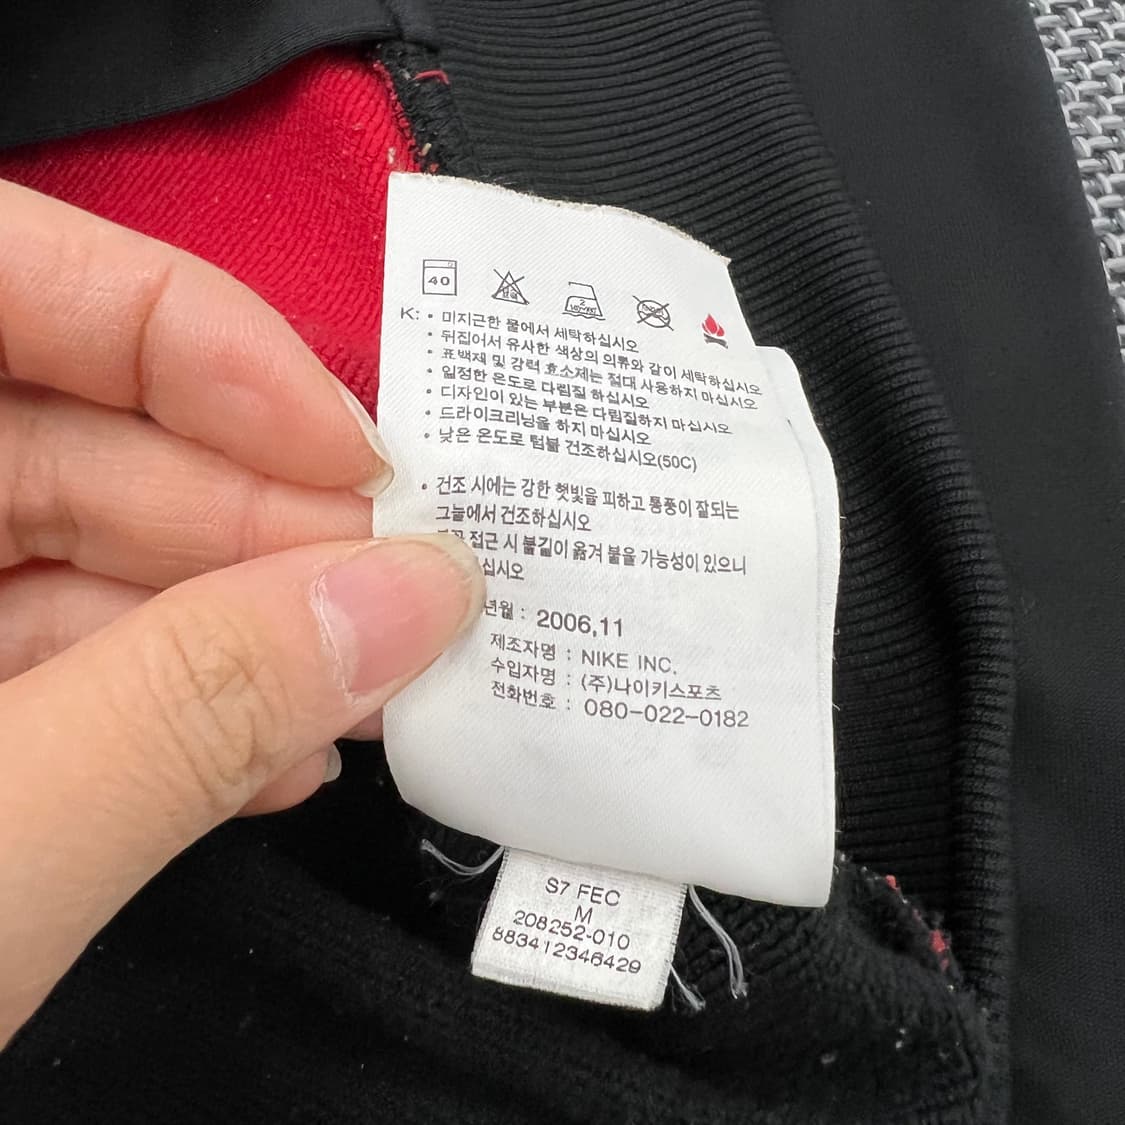 40
K: • 미지근한 물에서 세탁하십시오
• 뒤집어서 유사한 색상의 의류와 같이 세탁하십시오
• 표백제 및 강력 효소제는 절대 사용하지 마십시오
• 일정한 온도로 다림질 하십시오
• 디자인이 있는 부분은 다림질하지 마십시오
• 드라이크리닝을 하지 마십시오
• 낮은 온도로 텀블 건조하십시오(50C)
• 건조 시에는 강한 햇빛을 피하고 통풍이 잘되는
그늘에서 건조하십시오
접근 시 불길이 옮겨 붙을 가능성이 있으니
십시오
년월 : 2006,11
제조자명 : NIKE INC.
수입자명 : (주)나이키스포츠
전화번호 : 080-022-0182
S7 FEC
M
208252-010
883412346429